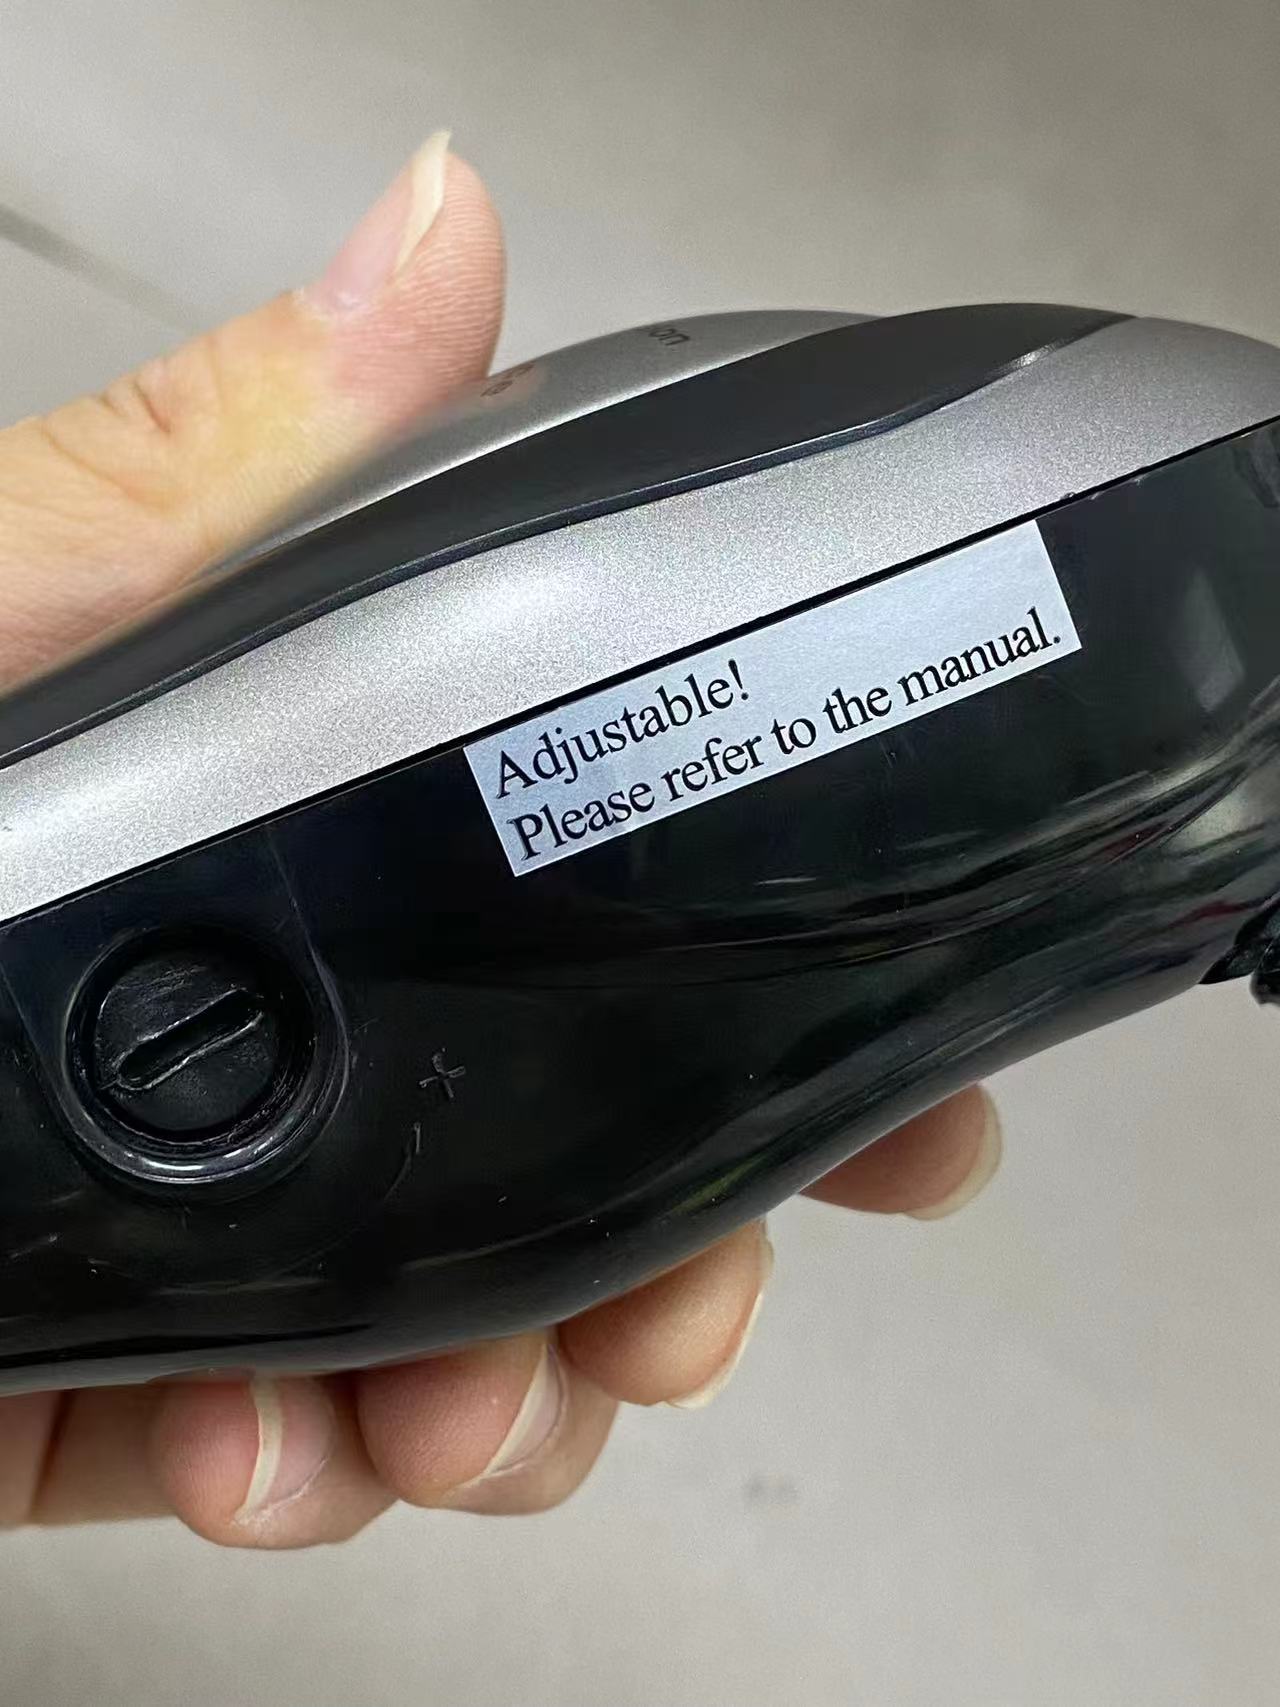 Adjustable!
Please refer to the manual.
+
-